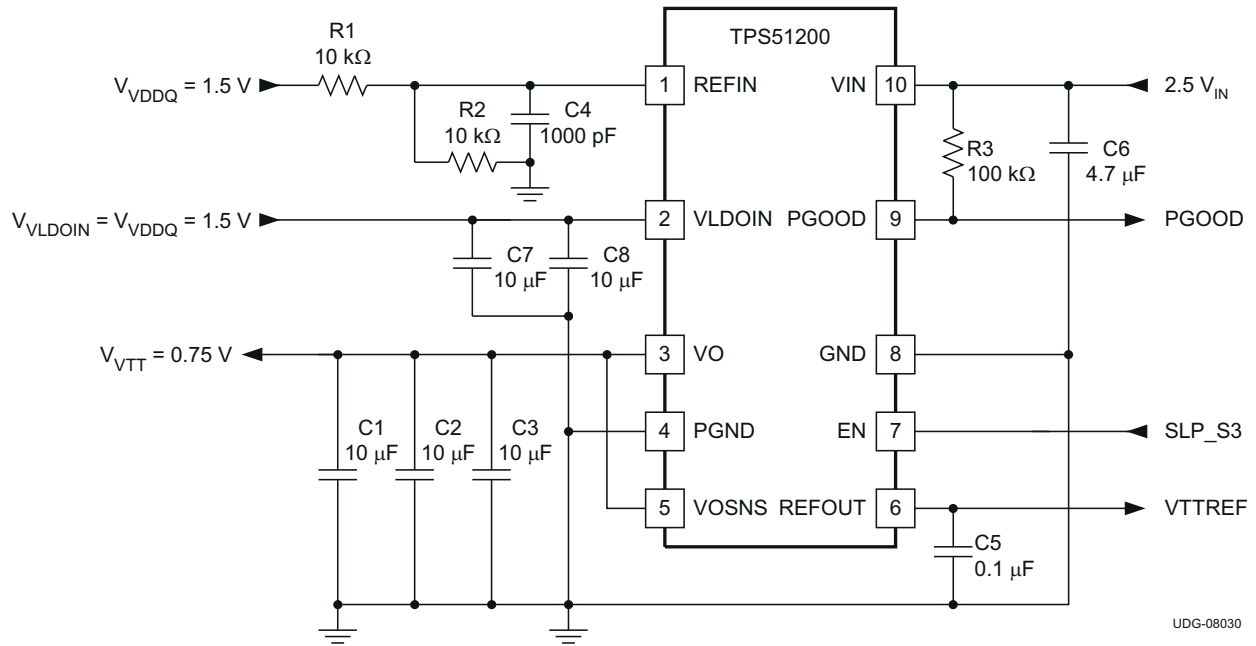 TPS51200
R1
10 kΩ
V_VDDQ = 1.5 V
1
REFIN
VIN
10
2.5 V_IN
R2
10 kΩ
C4
1000 pF
R3
100 kΩ
C6
4.7 µF
V_VLDOIN = V_VDDQ = 1.5 V
2
VLDOIN
PGOOD
9
PGOOD
C7
10 µF
C8
10 µF
V_VTT = 0.75 V
3
VO
GND
8
C1
10 µF
C2
10 µF
C3
10 µF
4
PGND
EN
7
SLP_S3
5
VOSNS
REFOUT
6
VTTREF
C5
0.1 µF
UDG-08030